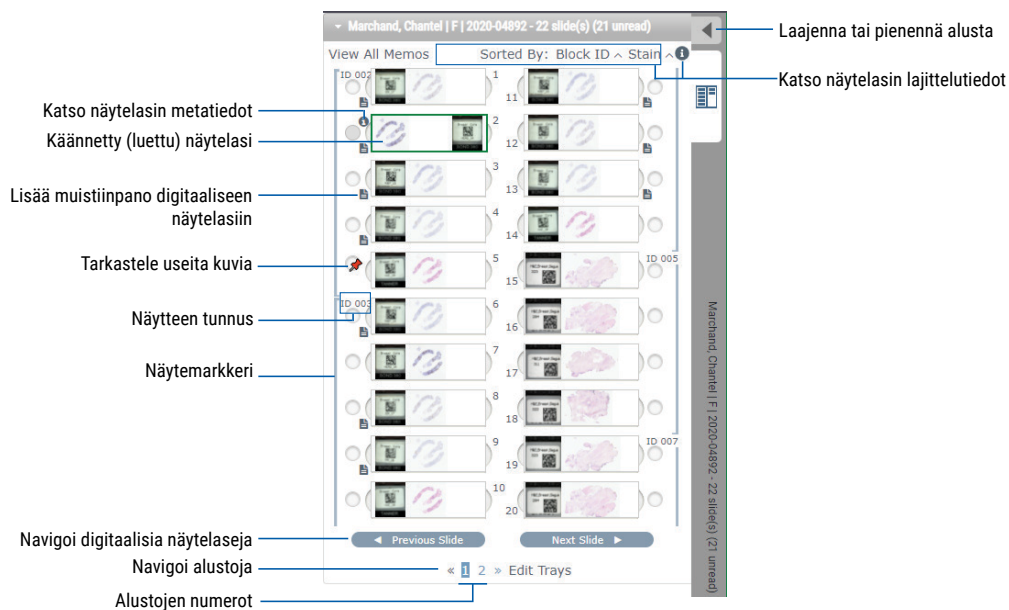 Marchand, Chantel | F | 2020-04892 - 22 slide(s) (21 unread)
Laajenna tai pienennä alusta
View All Memos
Sorted By: Block ID ^ Stain ^
Katso näytelasin lajittelutiedot
ID 002
1
11
Katso näytelasin metatiedot
Käännetty (luettu) näytelasi
2
12
Lisää muistiinpano digitaaliseen
näytelasiin
3
13
4
14
Tarkastele useita kuvia
5
15
ID 005
Näytteen tunnus
ID 003
6
16
Näytemarkkeri
7
17
8
18
9
19
ID 007
10
20
Marchand, Chantel | F | 2020-04892 - 22 slide(s) (21 unread)
Navigoi digitaalisia näytelaseja
◄ Previous Slide
Next Slide ►
Navigoi alustoja
« 1 2 » Edit Trays
Alustojen numerot